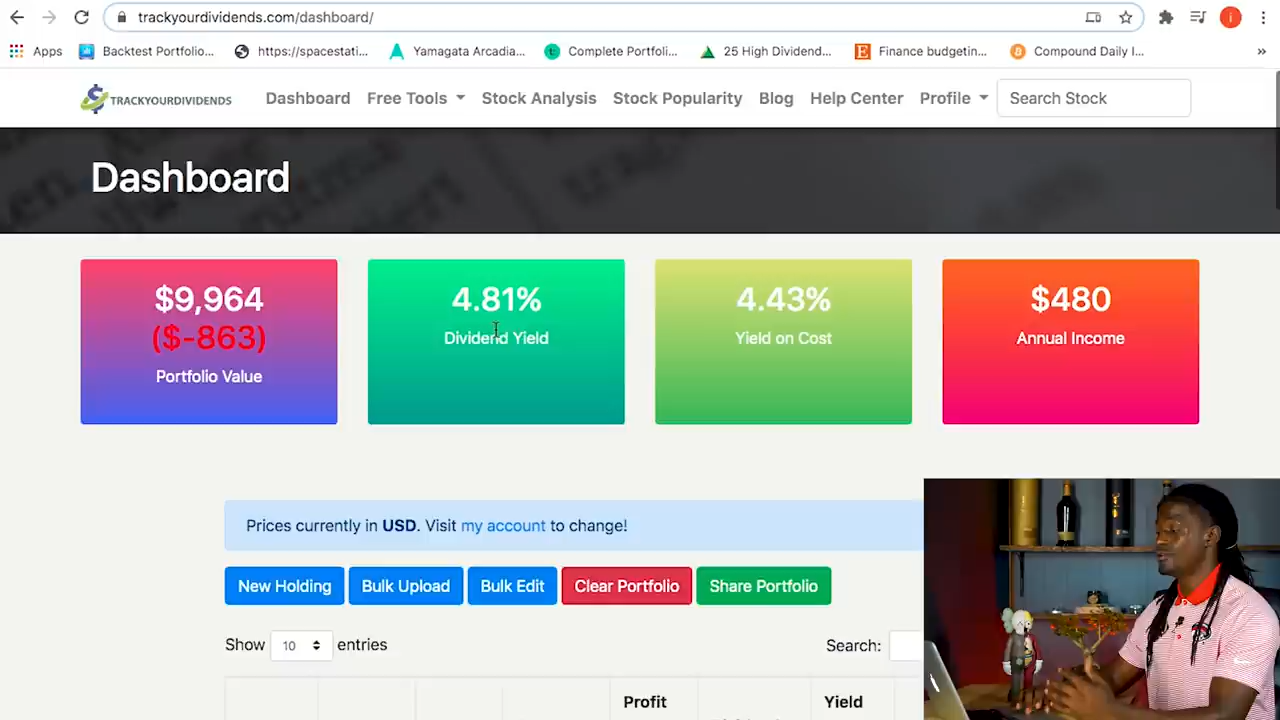 trackyourdividends.com/dashboard/
i
Apps Backtest Portfolio... https://spacestati... Yamagata Arcadia... Complete Portfoli... 25 High Dividend... Finance budgetin... Compound Daily I... »
TRACKYOURDIVIDENDS Dashboard Free Tools Stock Analysis Stock Popularity Blog Help Center Profile Search Stock
Dashboard
$9,964 4.81% 4.43% $480
($-863) Dividend Yield Yield on Cost Annual Income
Portfolio Value
Prices currently in USD. Visit my account to change!
New Holding Bulk Upload Bulk Edit Clear Portfolio Share Portfolio
Show 10 entries Search:
Profit Yield